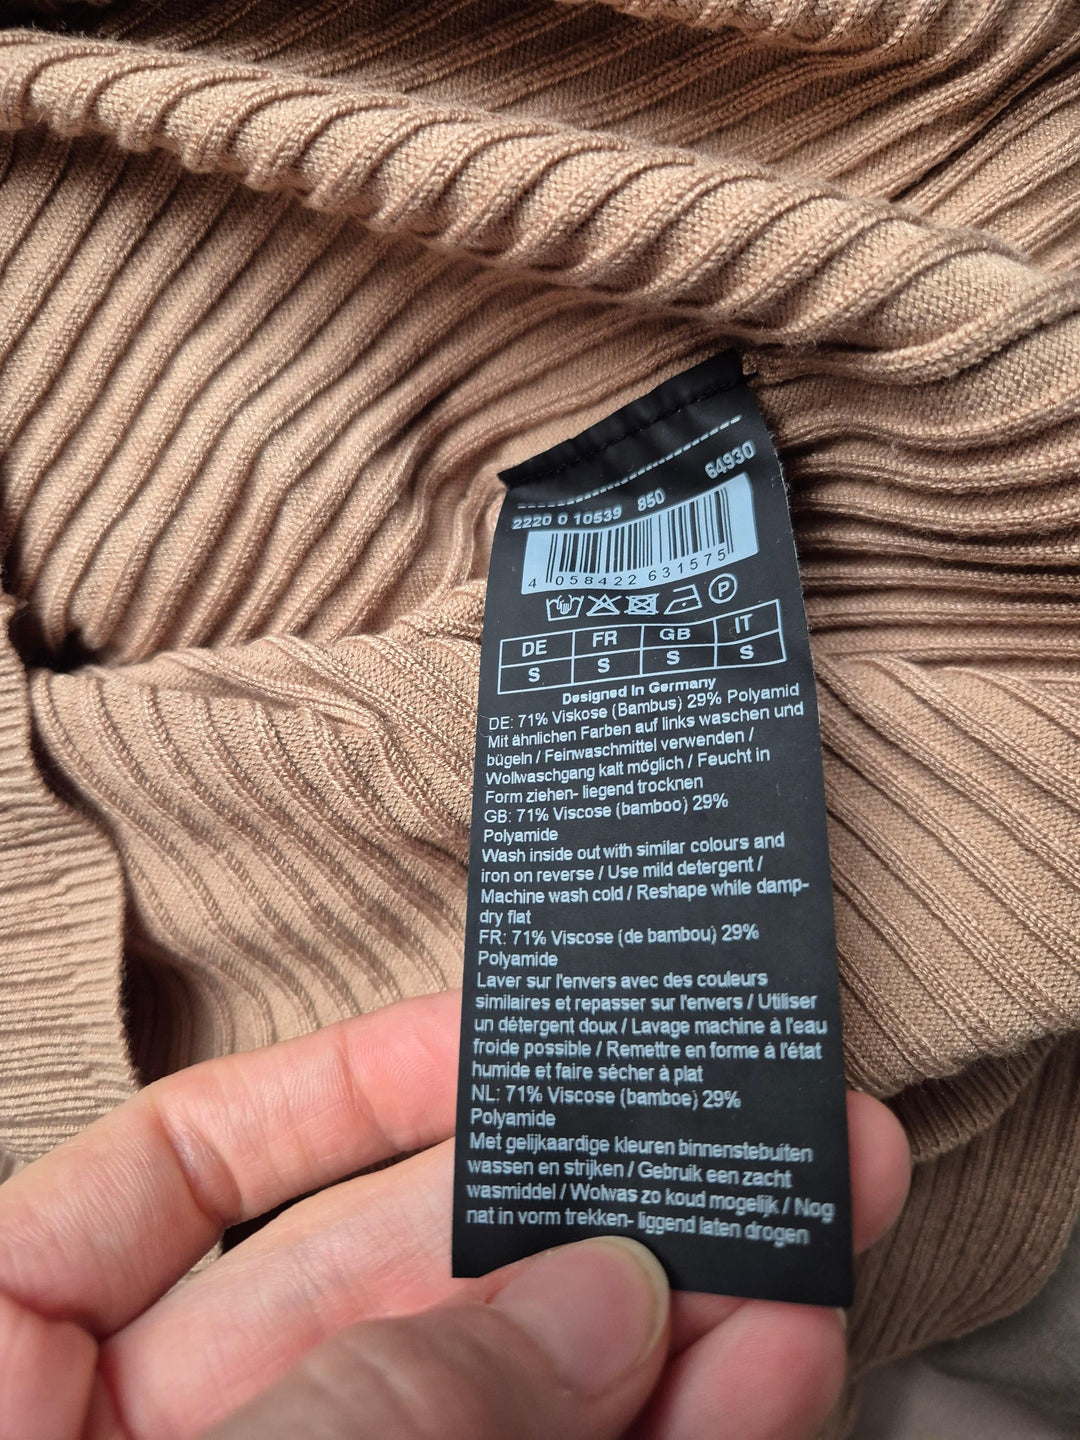 2220 0 10539 850 64930
4 058422 631575
P
DE FR GB IT
S S S S
Designed In Germany
DE: 71% Viskose (Bambus) 29% Polyamid
Mit ähnlichen Farben auf links waschen und
bügeln / Feinwaschmittel verwenden /
Wollwaschgang kalt möglich / Feucht in
Form ziehen- liegend trocknen
GB: 71% Viscose (bamboo) 29%
Polyamide
Wash inside out with similar colours and
iron on reverse / Use mild detergent /
Machine wash cold / Reshape while damp-
dry flat
FR: 71% Viscose (de bambou) 29%
Polyamide
Laver sur l'envers avec des couleurs
similaires et repasser sur l'envers / Utiliser
un détergent doux / Lavage machine à l'eau
froide possible / Remettre en forme à l'état
humide et faire sécher à plat
NL: 71% Viscose (bamboe) 29%
Polyamide
Met gelijkaardige kleuren binnenstebuiten
wassen en strijken / Gebruik een zacht
wasmiddel / Wolwas zo koud mogelijk / Nog
nat in vorm trekken- liggend laten drogen